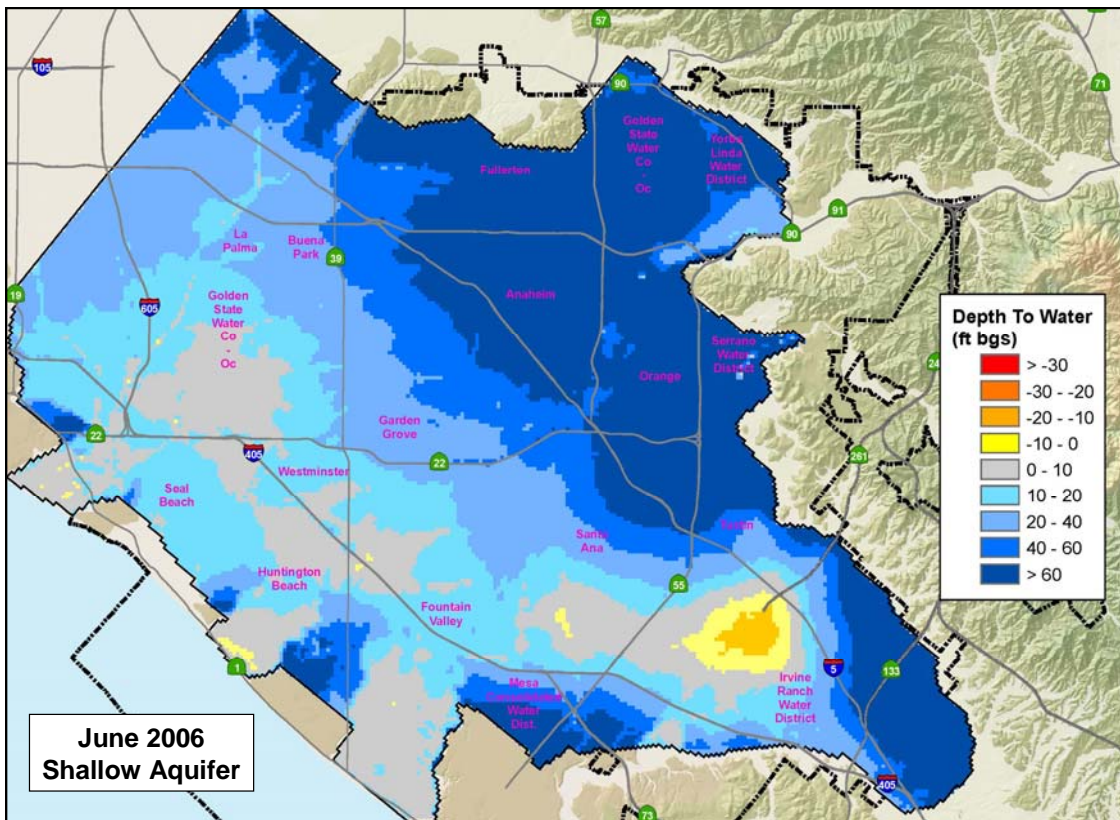 57
105
90
71
Golden
State
Water
Co
-
Oc
Yorba
Linda
Water
District
Fullerton
91
90
La
Palma
Buena
Park
39
19
605
Golden
State
Water
Co
-
Oc
Anaheim
Serrano
Water
District
Orange
Depth To Water
(ft bgs)
> -30
-30 - -20
-20 - -10
-10 - 0
0 - 10
10 - 20
20 - 40
40 - 60
> 60
24
Garden
Grove
22
405
22
261
Westminster
Seal
Beach
Santa
Ana
Tustin
55
Huntington
Beach
Fountain
Valley
1
5
133
Mesa
Consolidated
Water
Dist.
Irvine
Ranch
Water
District
405
73
June 2006
Shallow Aquifer